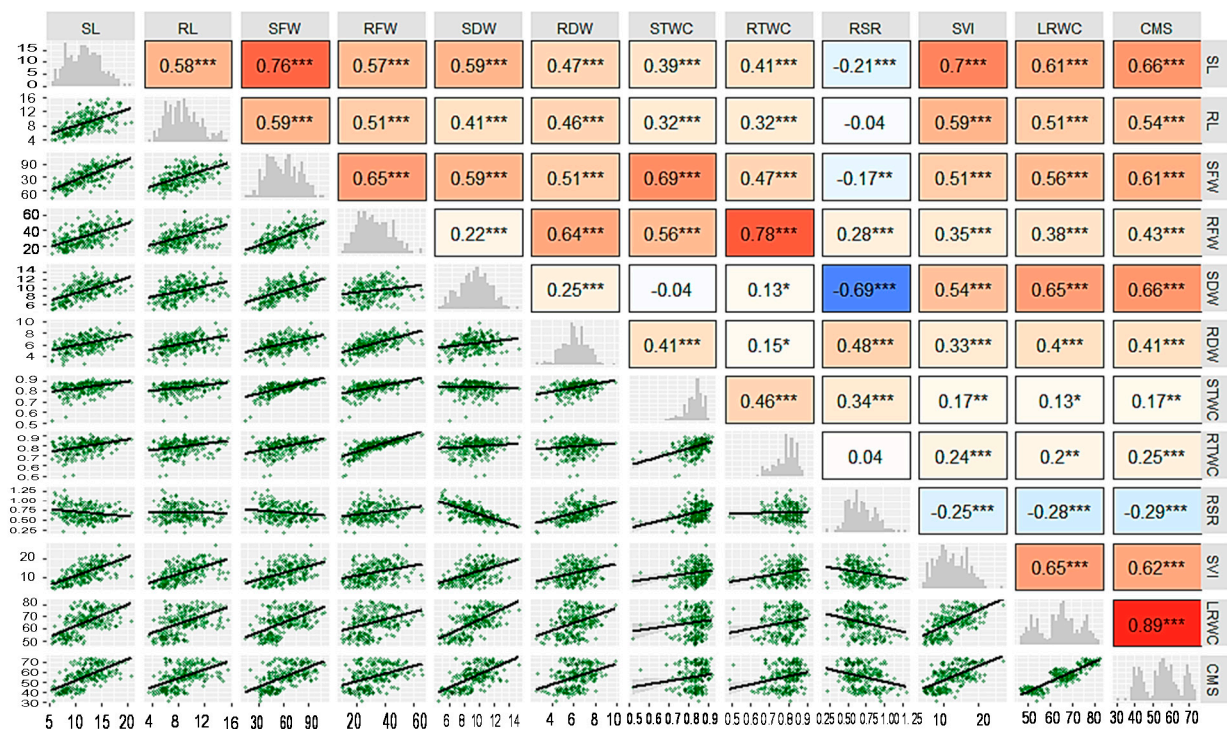 SL RL SFW RFW SDW RDW STWC RTWC RSR SVI LRWC CMS
15 10 5 0 0.58*** 0.76*** 0.57*** 0.59*** 0.47*** 0.39*** 0.41*** -0.21*** 0.7*** 0.61*** 0.66*** SL
16 12 8 4 0.59*** 0.51*** 0.41*** 0.46*** 0.32*** 0.32*** -0.04 0.59*** 0.51*** 0.54*** RL
90 30 60 0.65*** 0.59*** 0.51*** 0.69*** 0.47*** -0.17** 0.51*** 0.56*** 0.61*** SFW
60 40 20 0.22*** 0.64*** 0.56*** 0.78*** 0.28*** 0.35*** 0.38*** 0.43*** RFW
14 12 10 8 6 0.25*** -0.04 0.13* -0.69*** 0.54*** 0.65*** 0.66*** SDW
10 8 6 4 0.41*** 0.15* 0.48*** 0.33*** 0.4*** 0.41*** RDW
0.9 0.8 0.7 0.6 0.5 0.46*** 0.34*** 0.17** 0.13* 0.17** STWC
0.9 0.8 0.7 0.6 0.5 0.04 0.24*** 0.2** 0.25*** RTWC
1.25 1.00 0.75 0.50 0.25 -0.25*** -0.28*** -0.29*** RSR
20 10 0.65*** 0.62*** SVI
80 70 60 50 0.89*** LRWC
70 60 50 40 30 CMS
5 10 15 20 4 8 12 16 30 60 90 20 40 60 6 8 10 12 14 4 6 8 10 0.5 0.6 0.7 0.8 0.9 0.5 0.6 0.7 0.8 0.9 0.25 0.50 0.75 1.00 1.25 10 20 50 60 70 80 30 40 50 60 70